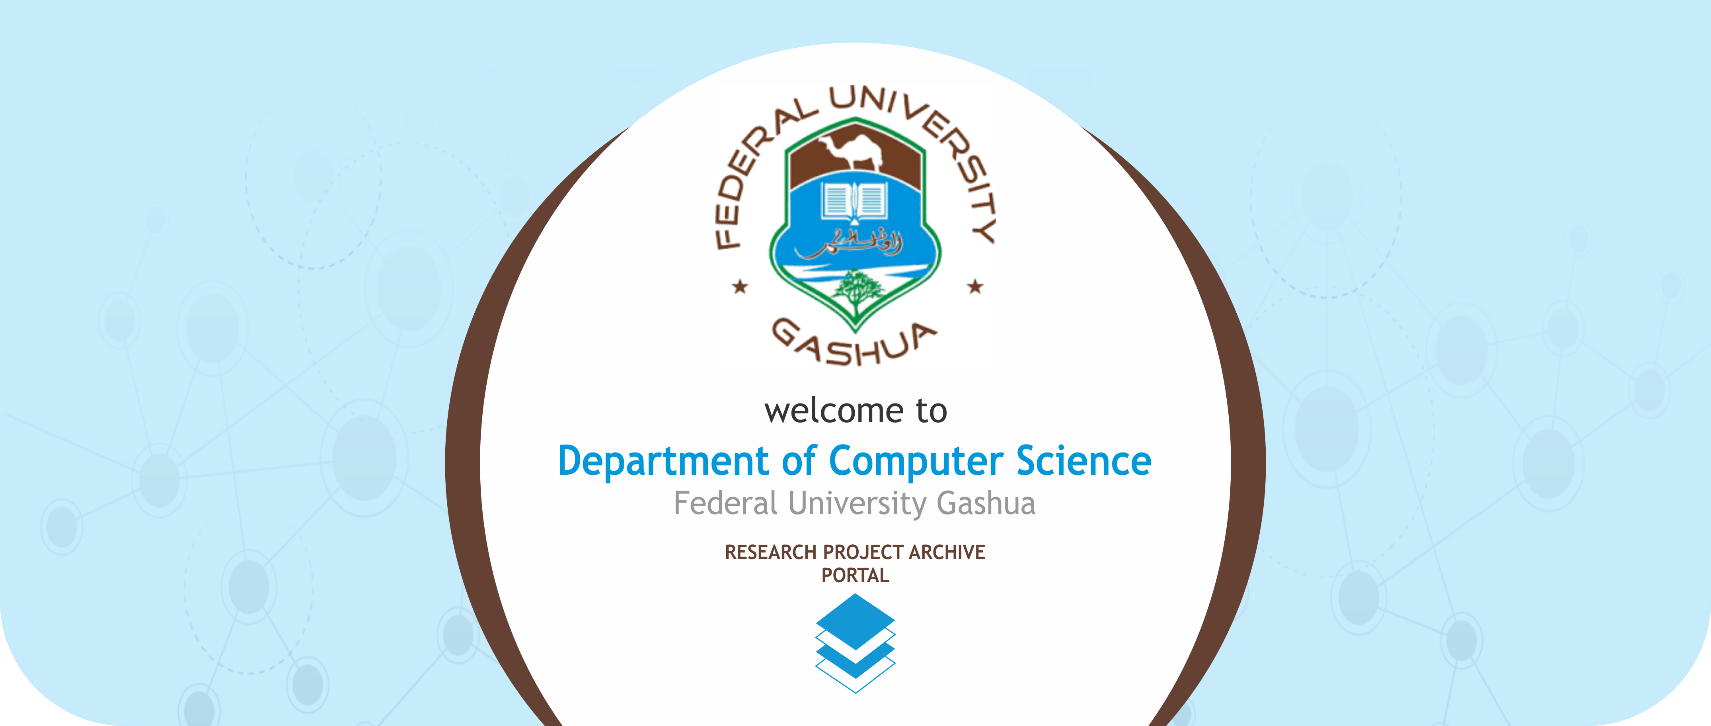 FEDERAL UNIVERSITY
GASHUA
welcome to
Department of Computer Science
Federal University Gashua
RESEARCH PROJECT ARCHIVE
PORTAL